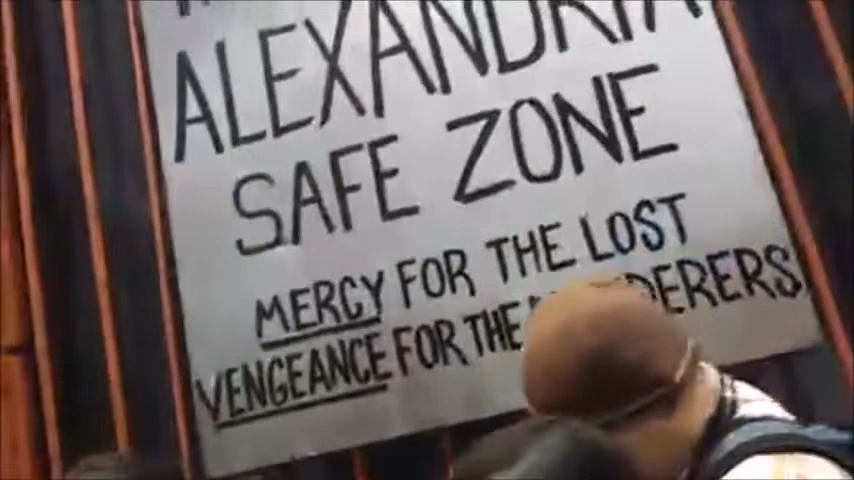 ALEXANDRIA
SAFE ZONE
MERCY FOR THE LOST
VENGEANCE FOR THE